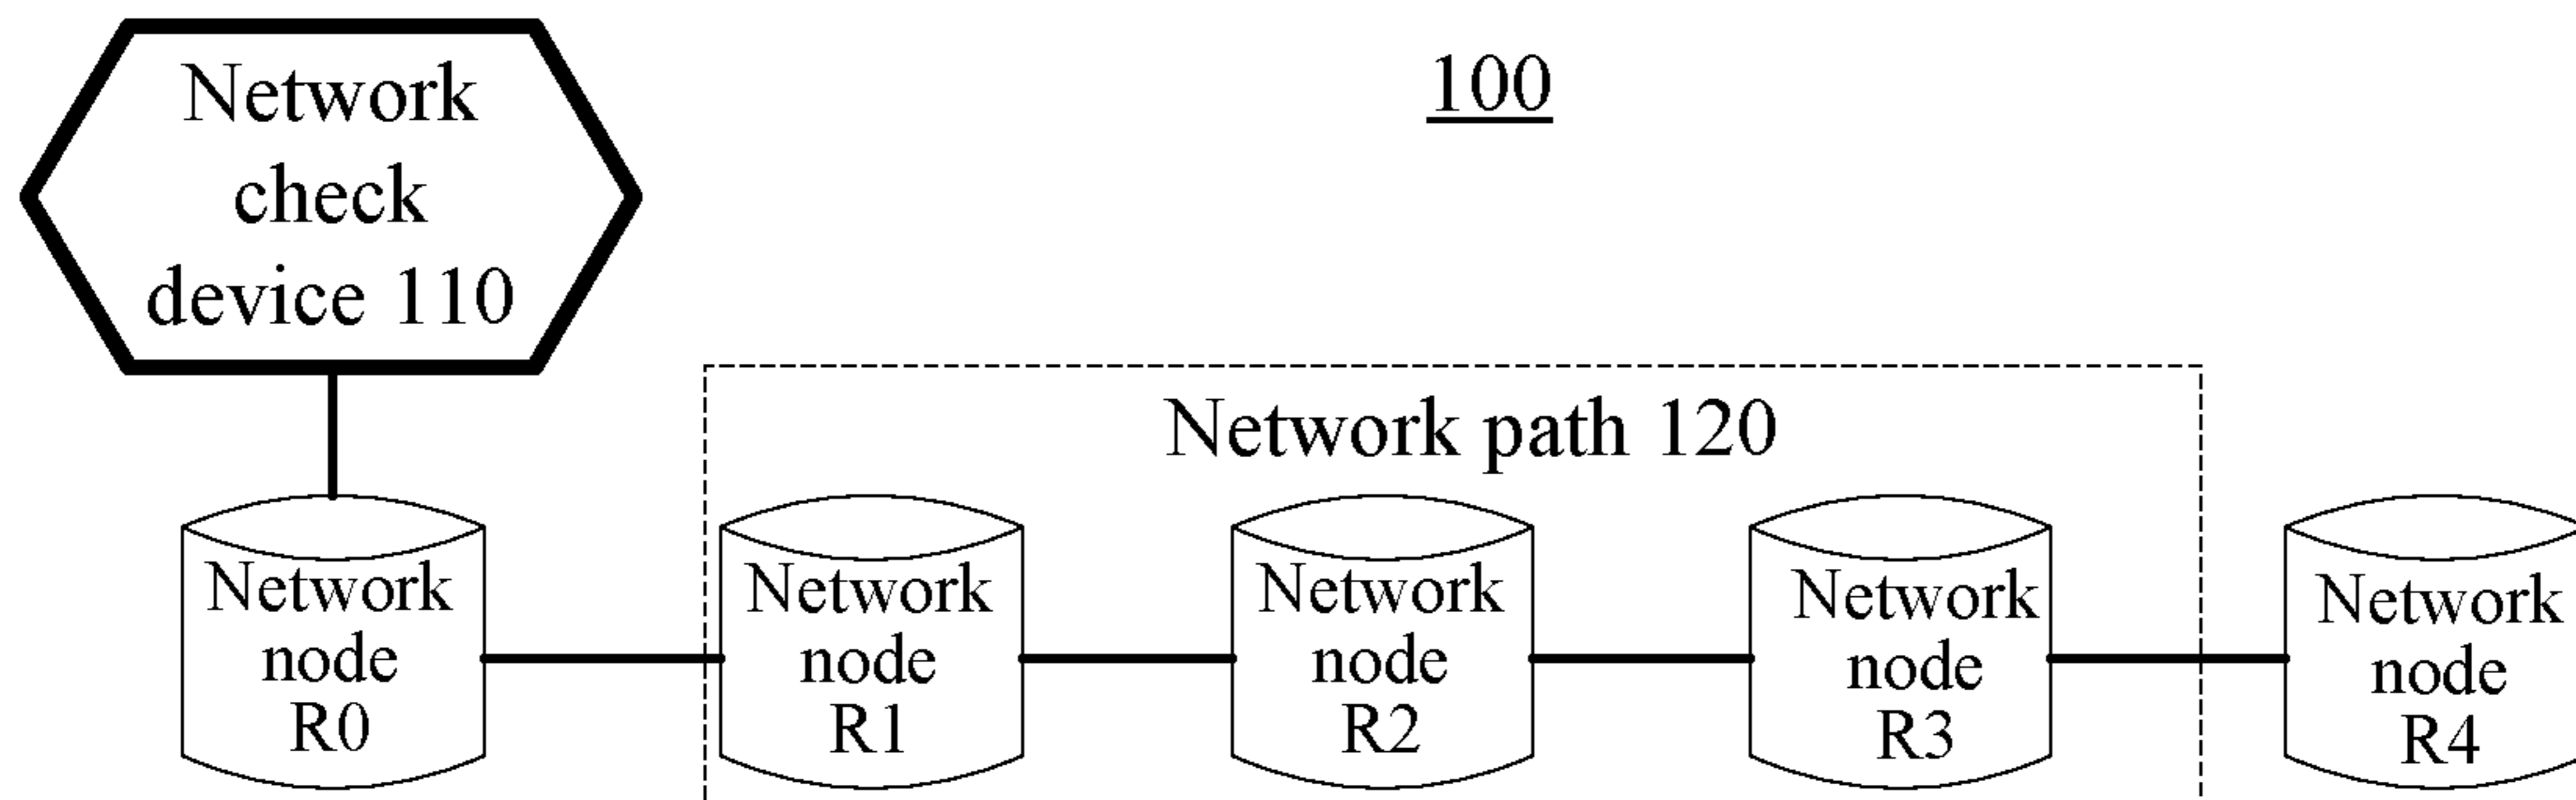 Network
check
device 110
100
Network path 120
Network
node
R0
Network
node
R1
Network
node
R2
Network
node
R3
Network
node
R4